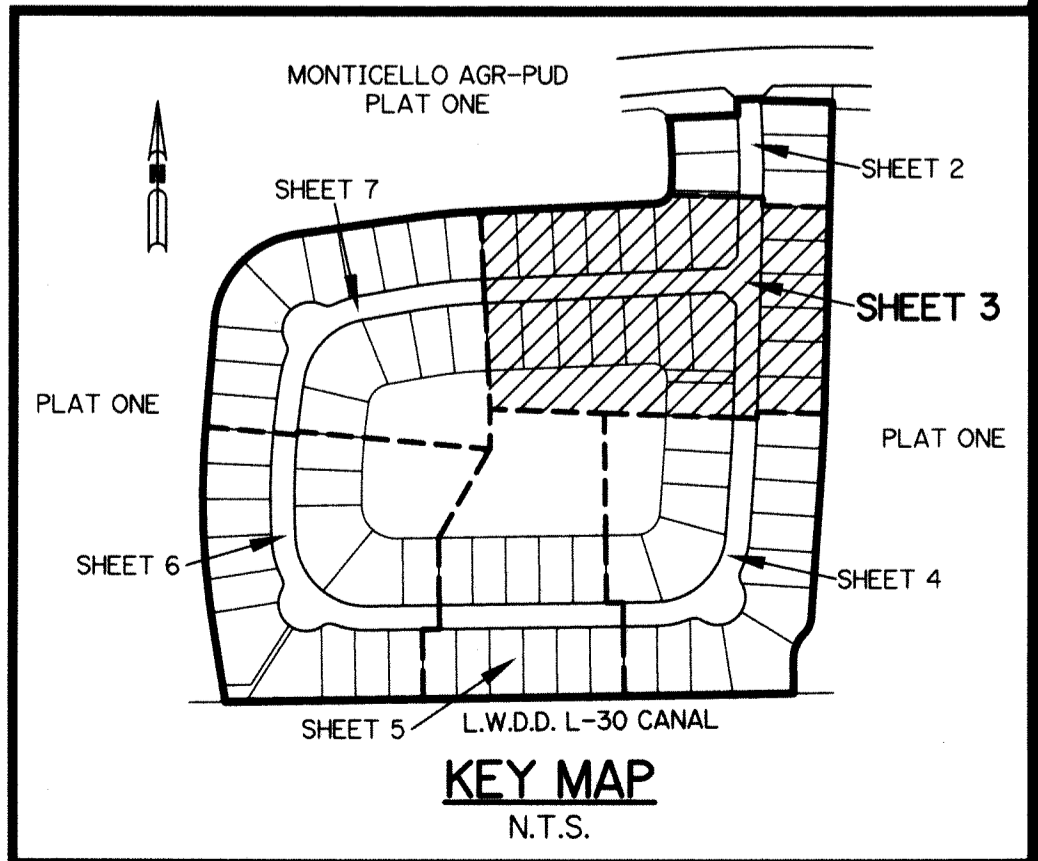 MONTICELLO AGR-PUD
PLAT ONE
SHEET 2
SHEET 7
SHEET 3
PLAT ONE
PLAT ONE
SHEET 6
SHEET 4
SHEET 5
L.W.D.D. L-30 CANAL
KEY MAP
N.T.S.